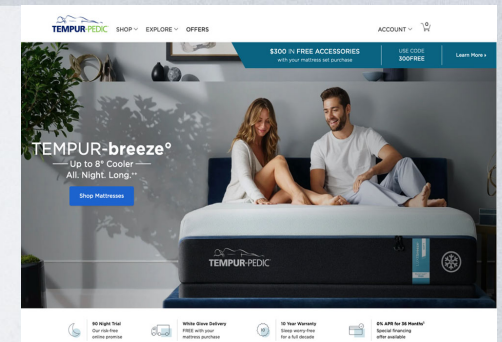 TEMPUR-PEDIC
SHOP
EXPLORE
OFFERS
ACCOUNT
0
$300 IN FREE ACCESSORIES
with your mattress set purchase
USE CODE
300FREE
Learn More ›
TEMPUR-breeze°
Up to 8° Cooler
All. Night. Long.**
Shop Mattresses
TEMPUR-PEDIC
90 Night Trial
Our risk-free
online promise
White Glove Delivery
FREE with your
mattress purchase
10
10 Year Warranty
Sleep worry-free
for a full decade
0% APR for 36 Months¹
Special financing
offer available